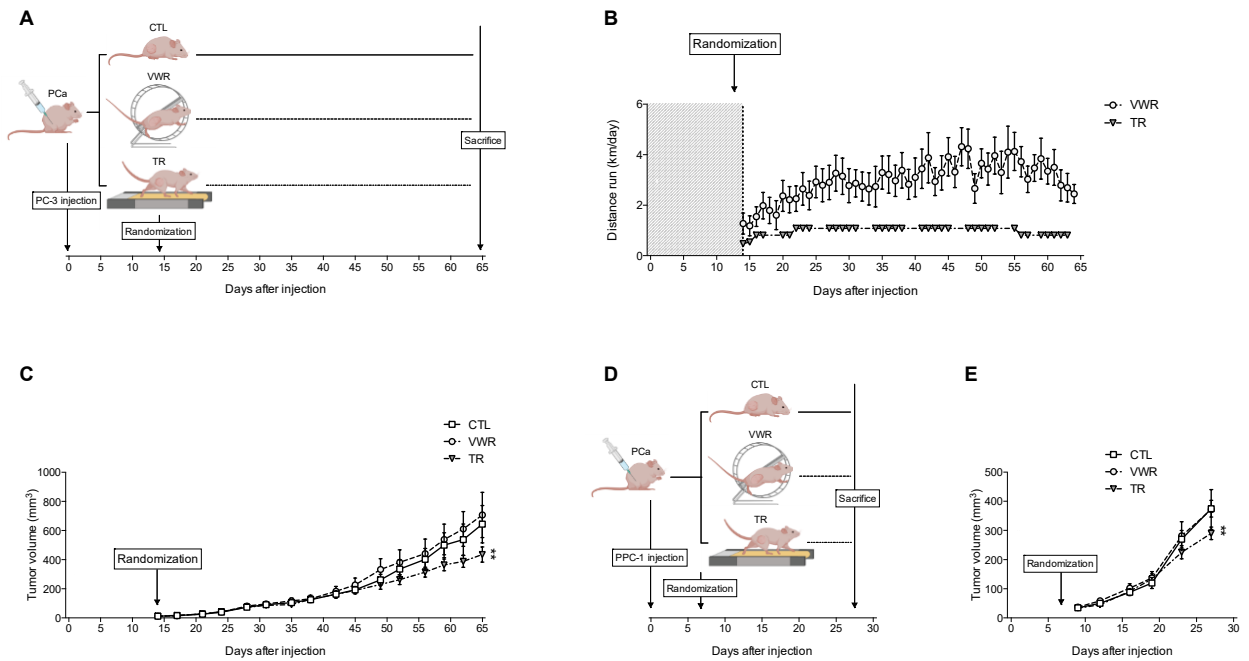 A
CTL
PCa
VWR
TR
PC-3 injection
Randomization
Sacrifice
0 5 10 15 20 25 30 35 40 45 50 55 60 65
Days after injection
B
Randomization
VWR
TR
Distance run (km/day)
6
4
2
0
0 5 10 15 20 25 30 35 40 45 50 55 60 65
Days after injection
C
CTL
VWR
TR
Tumor volume (mm³)
1000
800
600
400
200
0
Randomization
**
0 5 10 15 20 25 30 35 40 45 50 55 60 65
Days after injection
D
CTL
PCa
VWR
TR
PPC-1 injection
Randomization
Sacrifice
0 5 10 15 20 25 30
Days after injection
E
CTL
VWR
TR
Tumor volume (mm³)
500
400
300
200
100
0
Randomization
**
0 5 10 15 20 25 30
Days after injection